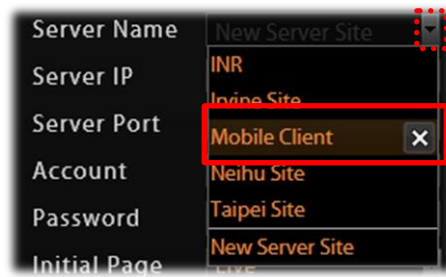 Server Name New Server Site
Server IP
INR
Irvine Site
Server Port
Mobile Client
Account
Neihu Site
Password
Taipei Site
New Server Site
Initial Page
Live